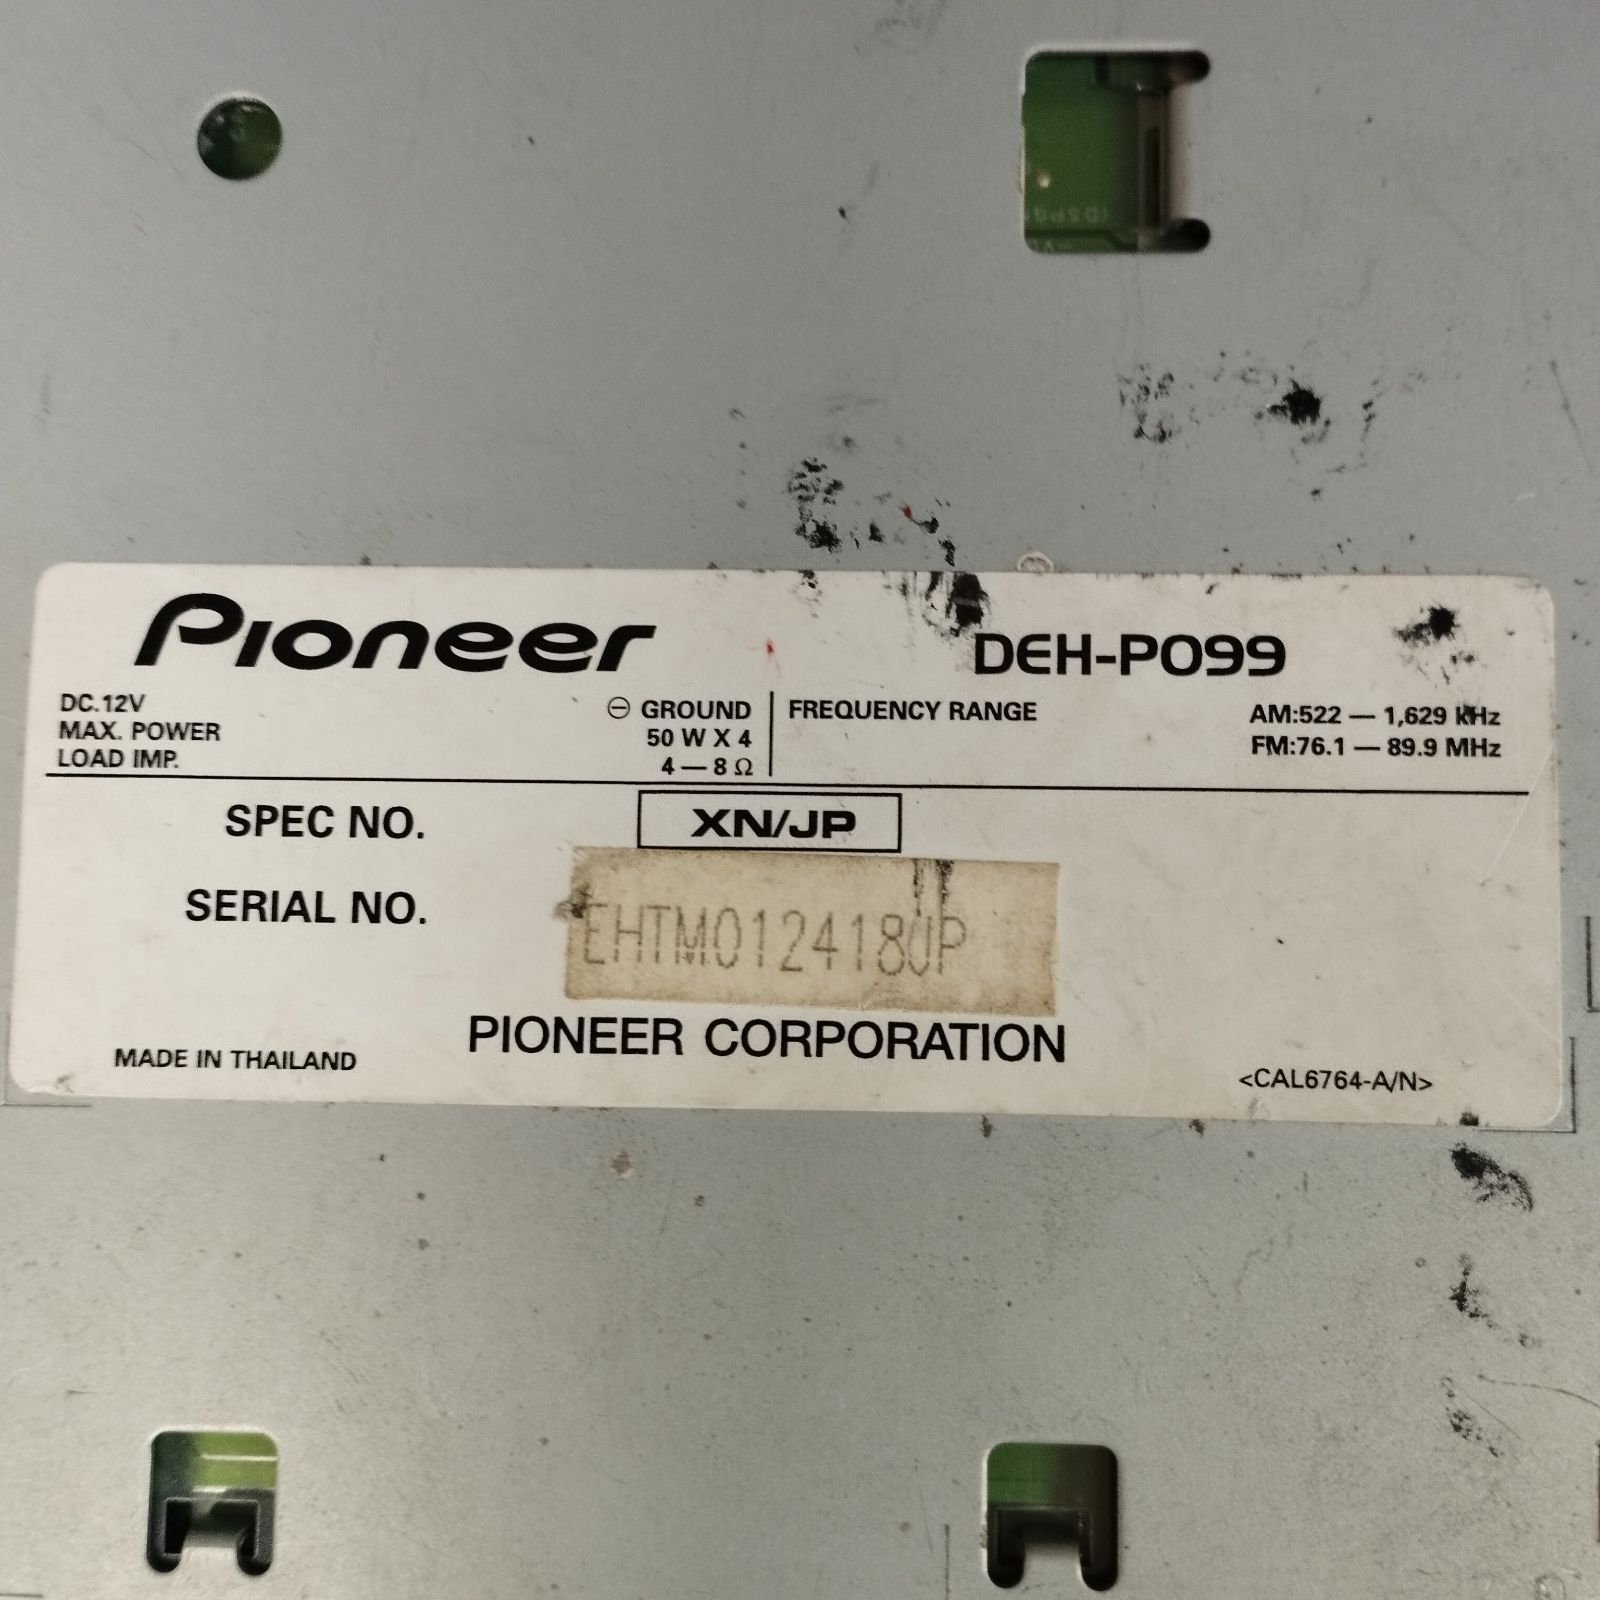 Pioneer
DEH-P099
DC.12V ⊖ GROUND
MAX. POWER 50 W X 4
LOAD IMP. 4 — 8 Ω
FREQUENCY RANGE AM:522 — 1,629 kHz
FM:76.1 — 89.9 MHz
SPEC NO. XN/JP
SERIAL NO. EHTM012418JP
PIONEER CORPORATION
MADE IN THAILAND
<CAL6764-A/N>